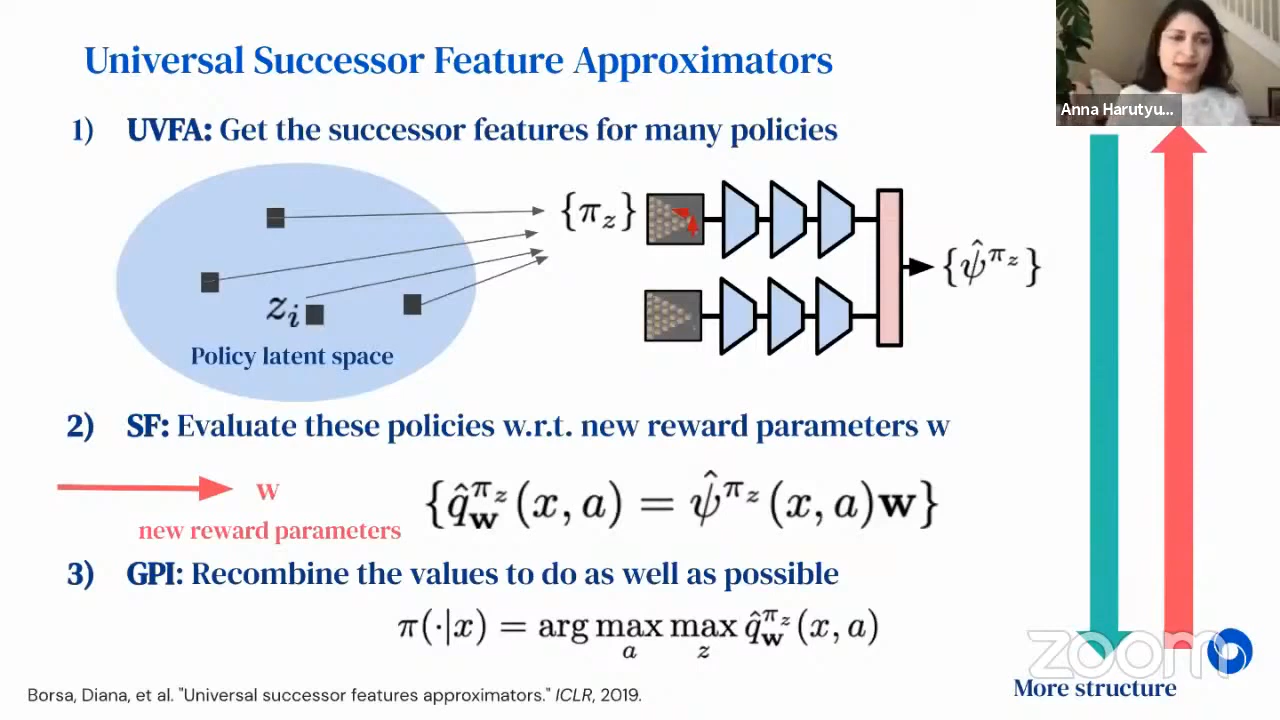 Universal Successor Feature Approximators
Anna Harutyu...
1) UVFA: Get the successor features for many policies
{π_z}
{ψ̂^{π_z}}
z_i
Policy latent space
2) SF: Evaluate these policies w.r.t. new reward parameters w
w
new reward parameters
{q̂_w^{π_z}(x, a) = ψ̂^{π_z}(x, a)w}
3) GPI: Recombine the values to do as well as possible
π(·|x) = arg max_a max_z q̂_w^{π_z}(x, a)
zoom
More structure
Borsa, Diana, et al. "Universal successor features approximators." ICLR, 2019.